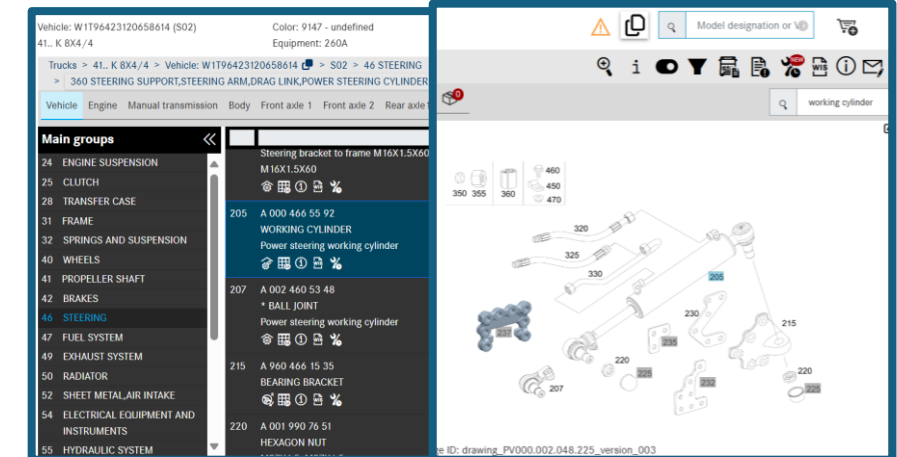 Vehicle: W1T96423120658614 (S02)
Color: 9147 - undefined
41.. K 8X4/4
Equipment: 260A
Trucks > 41.. K 8X4/4 > Vehicle: W1T96423120658614 > S02 > 46 STEERING
> 360 STEERING SUPPORT,STEERING ARM,DRAG LINK,POWER STEERING CYLINDER
Vehicle Engine Manual transmission Body Front axle 1 Front axle 2 Rear axle
Main groups
24 ENGINE SUSPENSION
25 CLUTCH
28 TRANSFER CASE
31 FRAME
32 SPRINGS AND SUSPENSION
40 WHEELS
41 PROPELLER SHAFT
42 BRAKES
46 STEERING
47 FUEL SYSTEM
49 EXHAUST SYSTEM
50 RADIATOR
52 SHEET METAL,AIR INTAKE
54 ELECTRICAL EQUIPMENT AND
INSTRUMENTS
55 HYDRAULIC SYSTEM
Steering bracket to frame M16X1.5X60
M16X1.5X60
205 A 000 466 55 92
WORKING CYLINDER
Power steering working cylinder
207 A 002 460 53 48
* BALL JOINT
Power steering working cylinder
215 A 960 466 15 35
BEARING BRACKET
220 A 001 990 76 51
HEXAGON NUT
Model designation or
WIS
0
working cylinder
460
450
470
350 355 360
320
325
330
205
230
215
237
235
220
220
225
225
232
207
ge ID: drawing_PV000.002.048.225_version_003